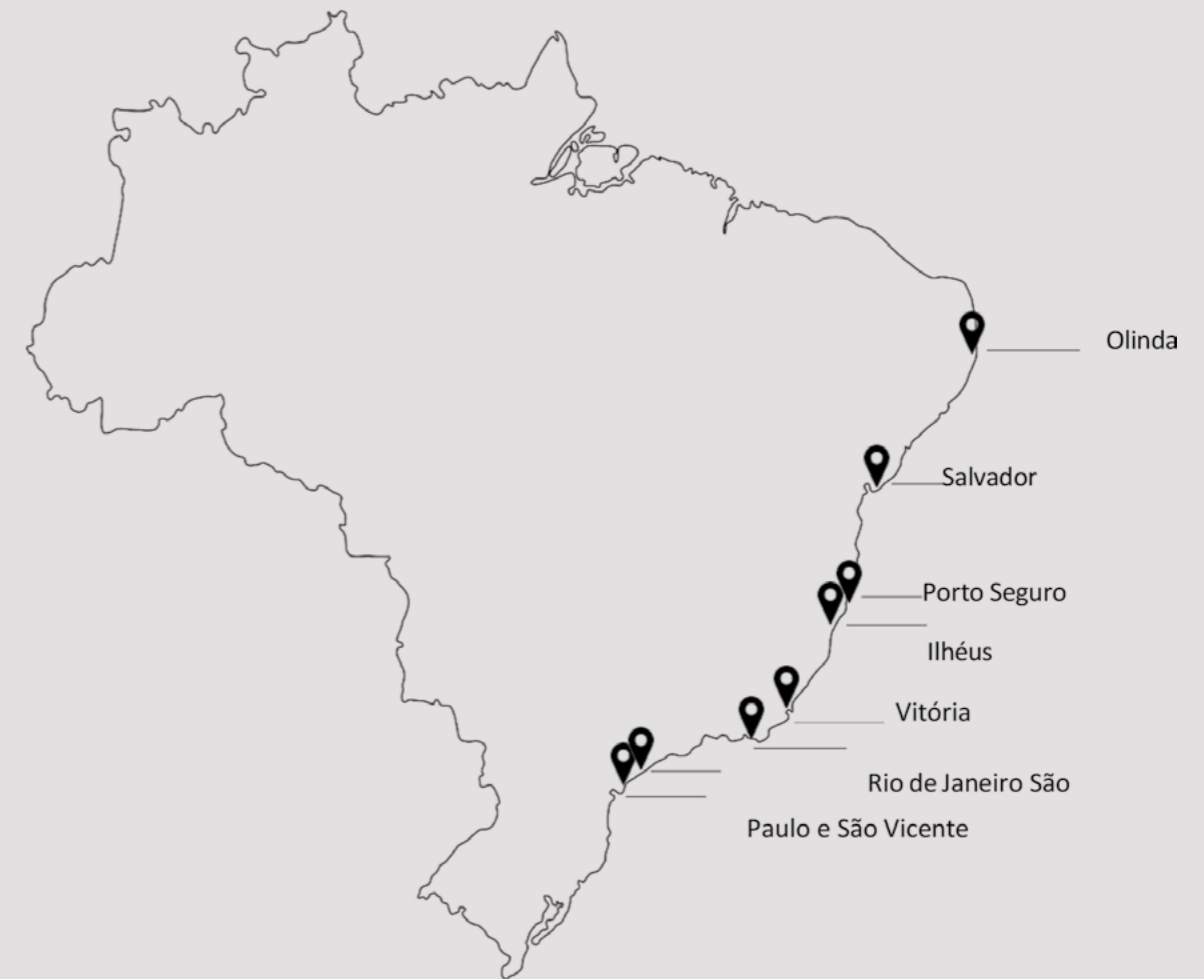 Olinda
Salvador
Porto Seguro
Ilhéus
Vitória
Rio de Janeiro São
Paulo e São Vicente